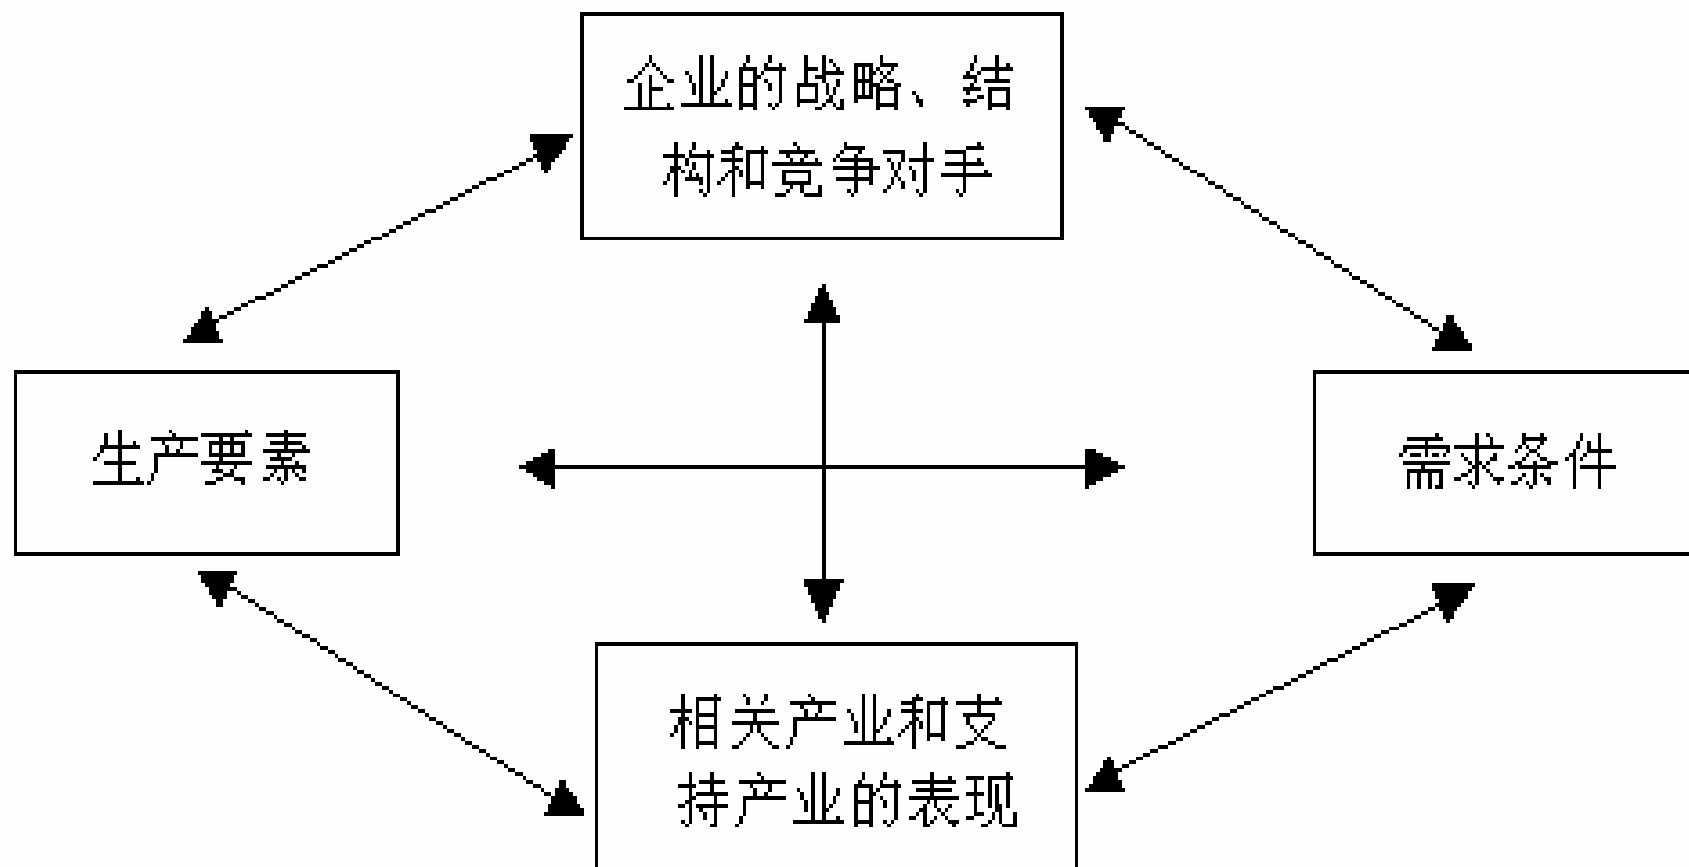 企业的战略、结
构和竞争对手
生产要素
需求条件
相关产业和支
持产业的表现